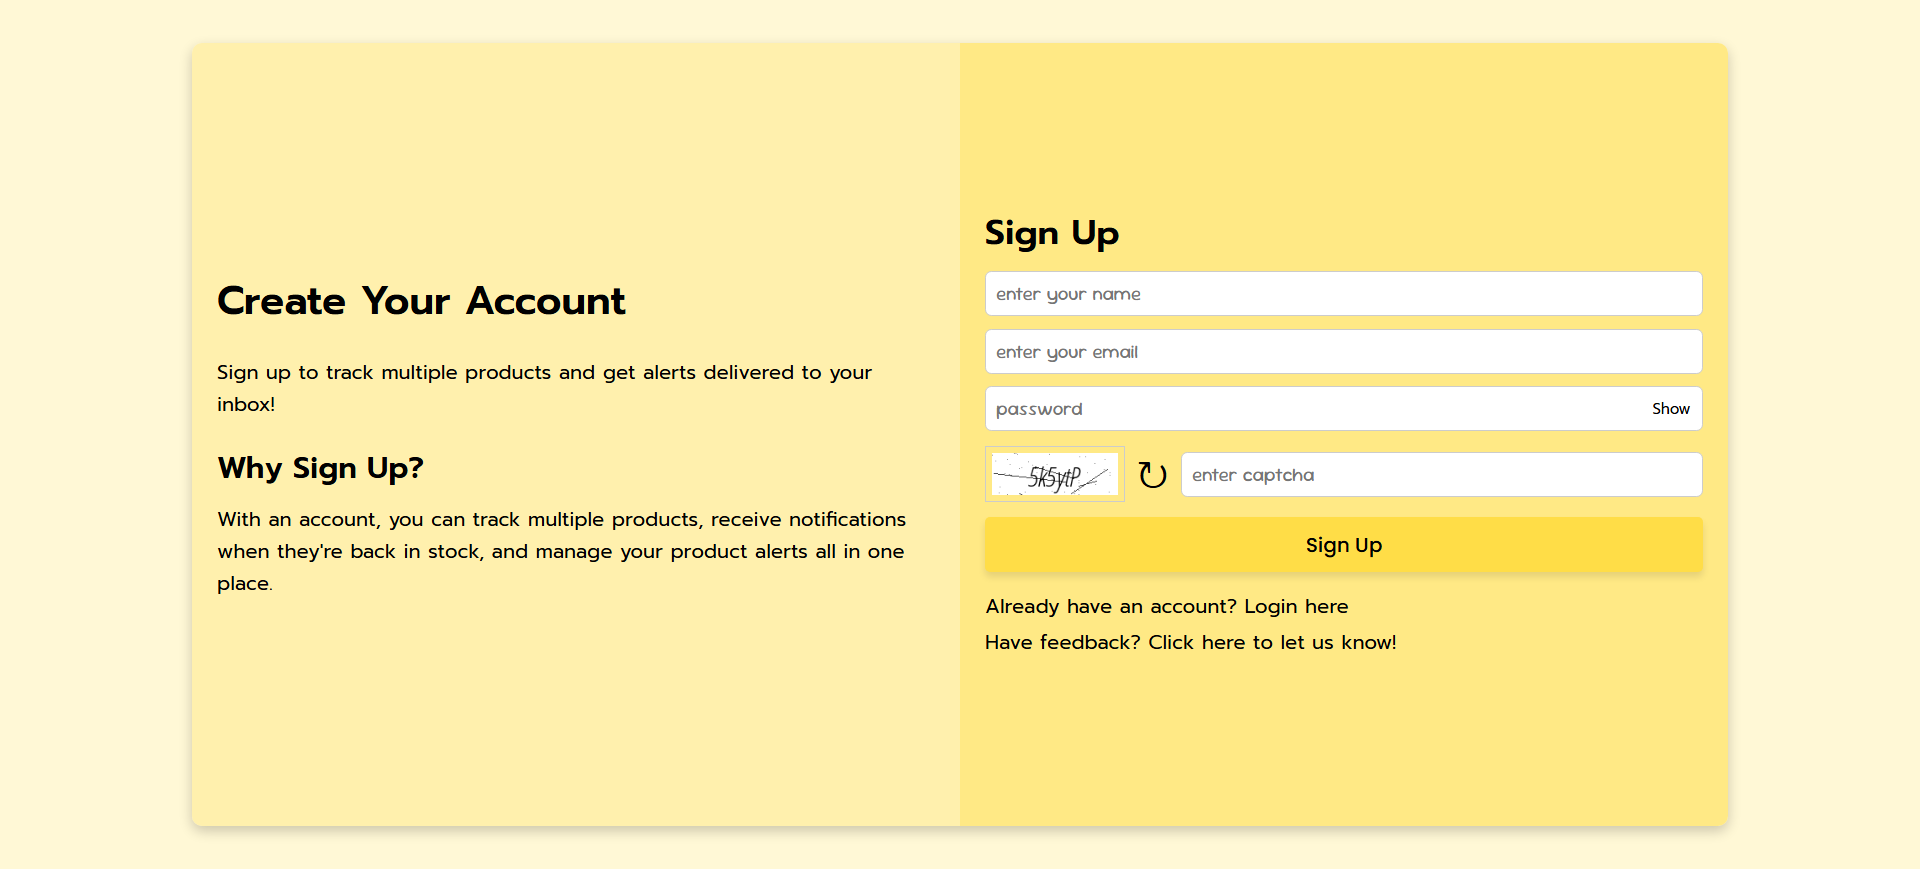 Create Your Account
Sign up to track multiple products and get alerts delivered to your
inbox!
Why Sign Up?
With an account, you can track multiple products, receive notifications
when they're back in stock, and manage your product alerts all in one
place.
Sign Up
enter your name
enter your email
password
Show
5k5ytP
enter captcha
Sign Up
Already have an account? Login here
Have feedback? Click here to let us know!